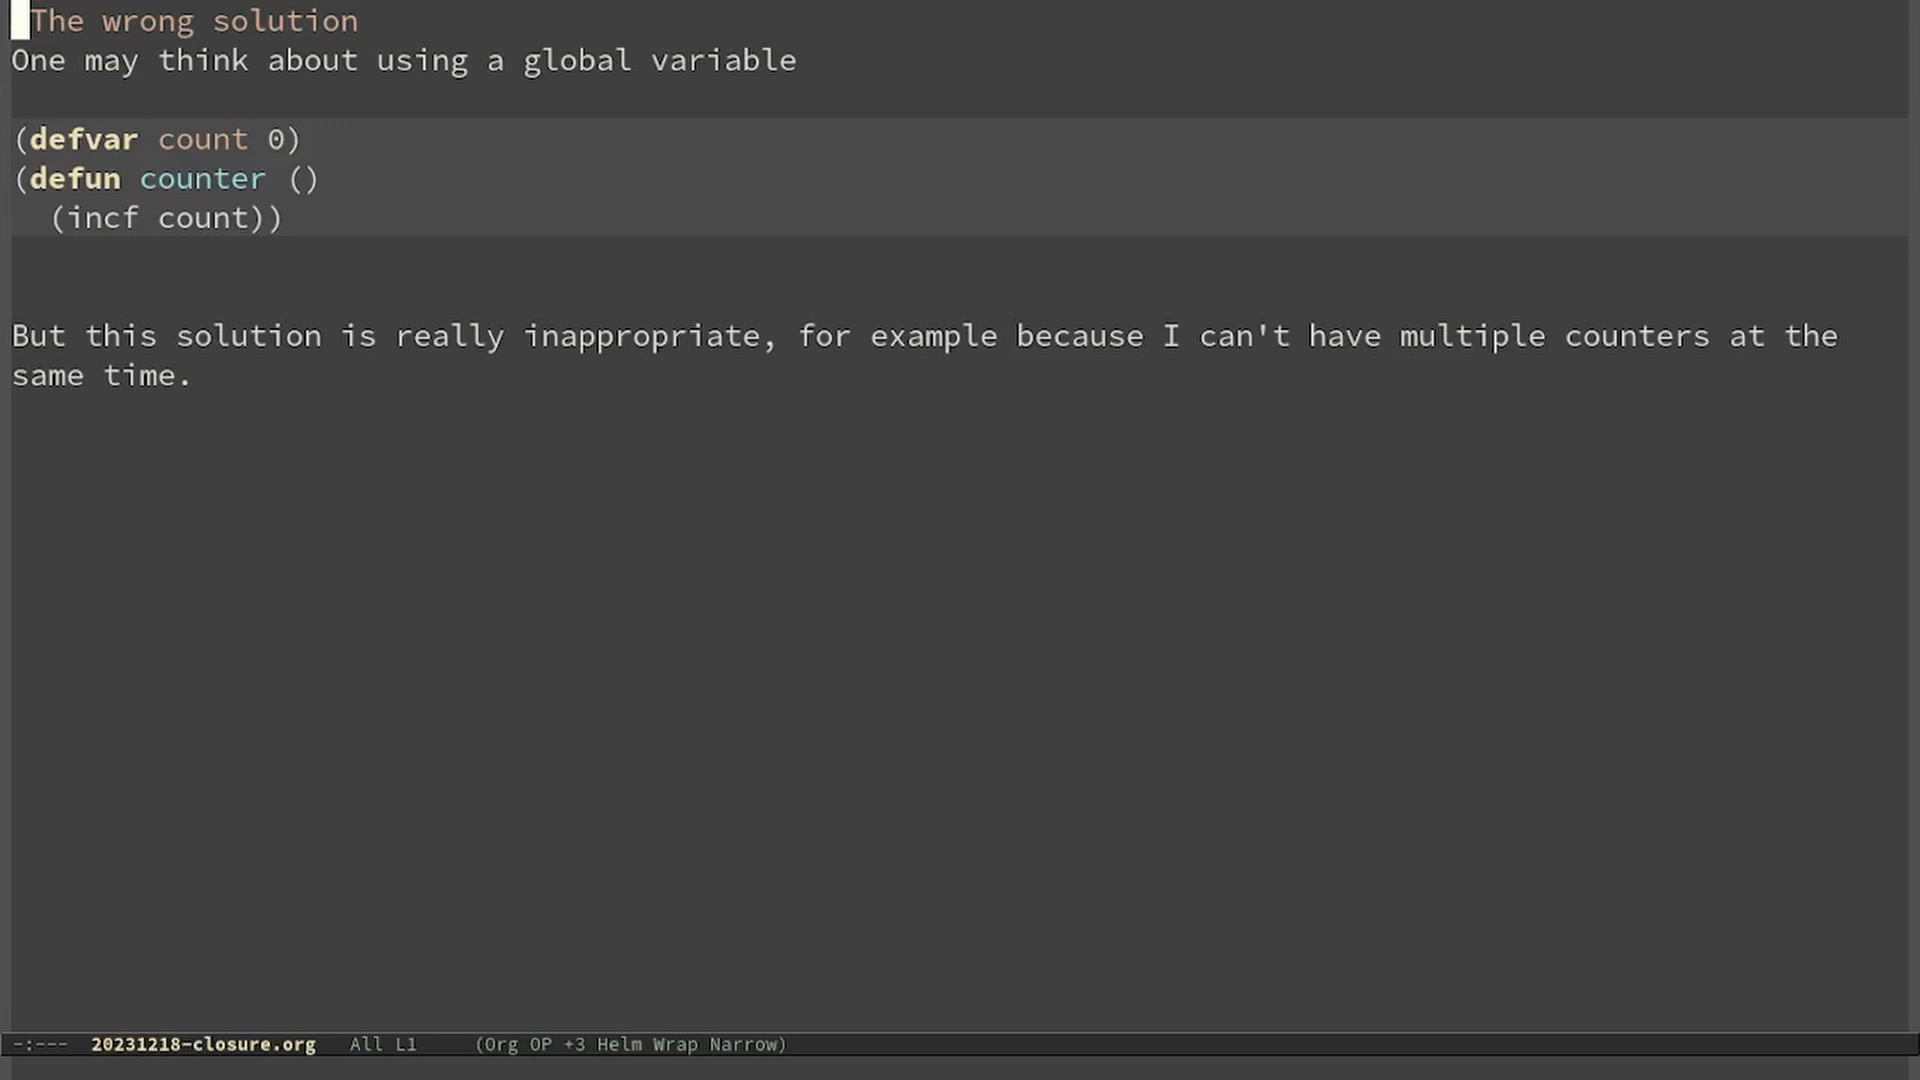 The wrong solution
One may think about using a global variable
(defvar count 0)
(defun counter ()
  (incf count))
But this solution is really inappropriate, for example because I can't have multiple counters at the
same time.
-:--- 20231218-closure.org All L1 (Org OP +3 Helm Wrap Narrow)